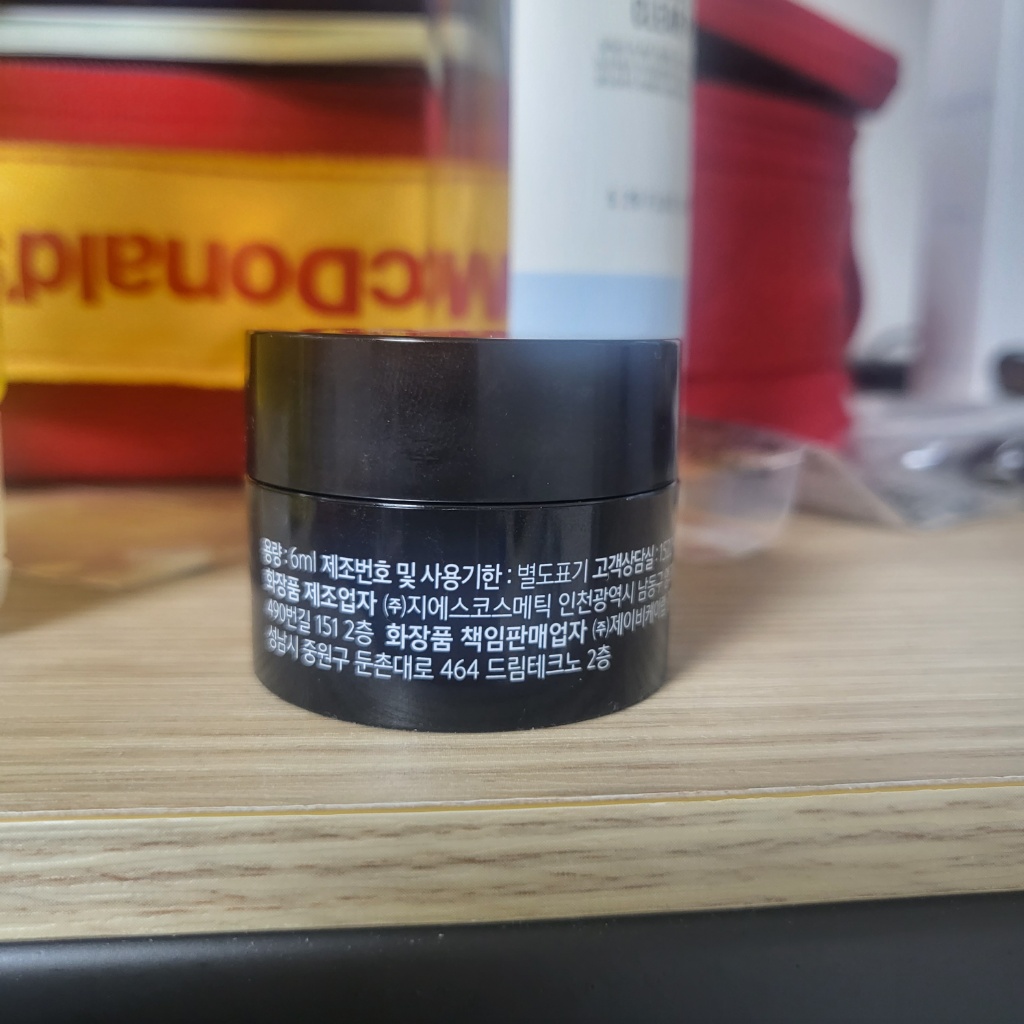 McDonald's
용량 : 6ml 제조번호 및 사용기한 : 별도표기 고객상담실 :
화장품 제조업자 (주)지에스코스메틱 인천광역시 남동구
490번길 151 2층 화장품 책임판매업자 (주)제이비케이랩
성남시 중원구 둔촌대로 464 드림테크노 2층